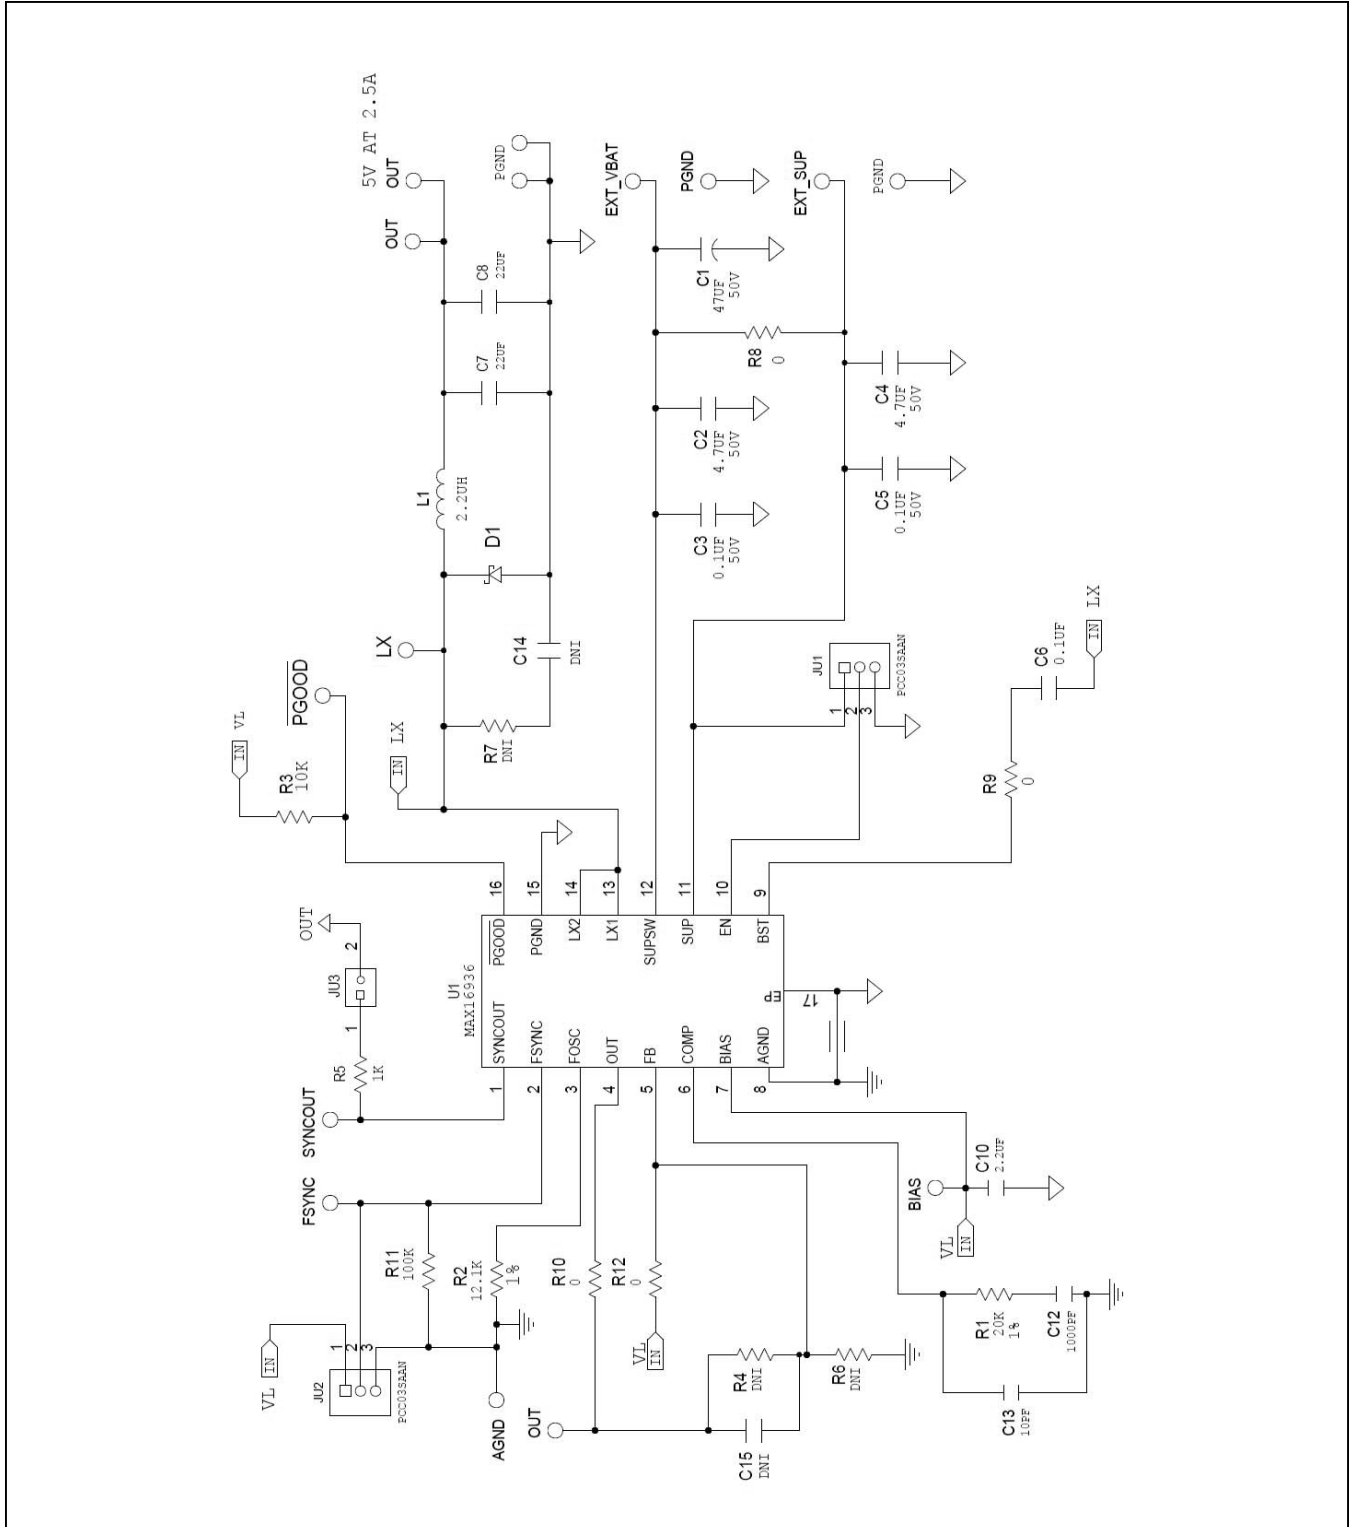 5V AT 2.5A
OUT
OUT
PGND
C8
22UF
C7
22UF
L1
2.2UH
D1
LX
C14
DNI
R7
DNI
IN LX
PGOOD
IN VL
R3
10K
EXT_VBAT
PGND
EXT_SUP
PGND
C1
47UF
50V
R8
0
C2
4.7UF
50V
C4
4.7UF
50V
C3
0.1UF
50V
C5
0.1UF
50V
JU1
PCC03SAAN
1
2
3
C6
0.1UF
IN LX
R9
0
OUT
2
JU3
1
R5
1K
SYNCOUT
FSYNC
U1
MAX16936
16
15
14
13
12
11
10
9
PGOOD
PGND
LX2
LX1
SUPSW
SUP
EN
BST
EP
17
SYNCOUT
FSYNC
FOSC
OUT
FB
COMP
BIAS
AGND
1
2
3
4
5
6
7
8
R11
100K
R2
12.1K
1%
R10
0
R12
0
VL
IN
BIAS
C10
2.2UF
VL
IN
VL IN
JU2
PCC03SAAN
1
2
3
AGND
OUT
R4
DNI
C15
DNI
R6
DNI
R1
20K
1%
C12
1000PF
C13
10PF